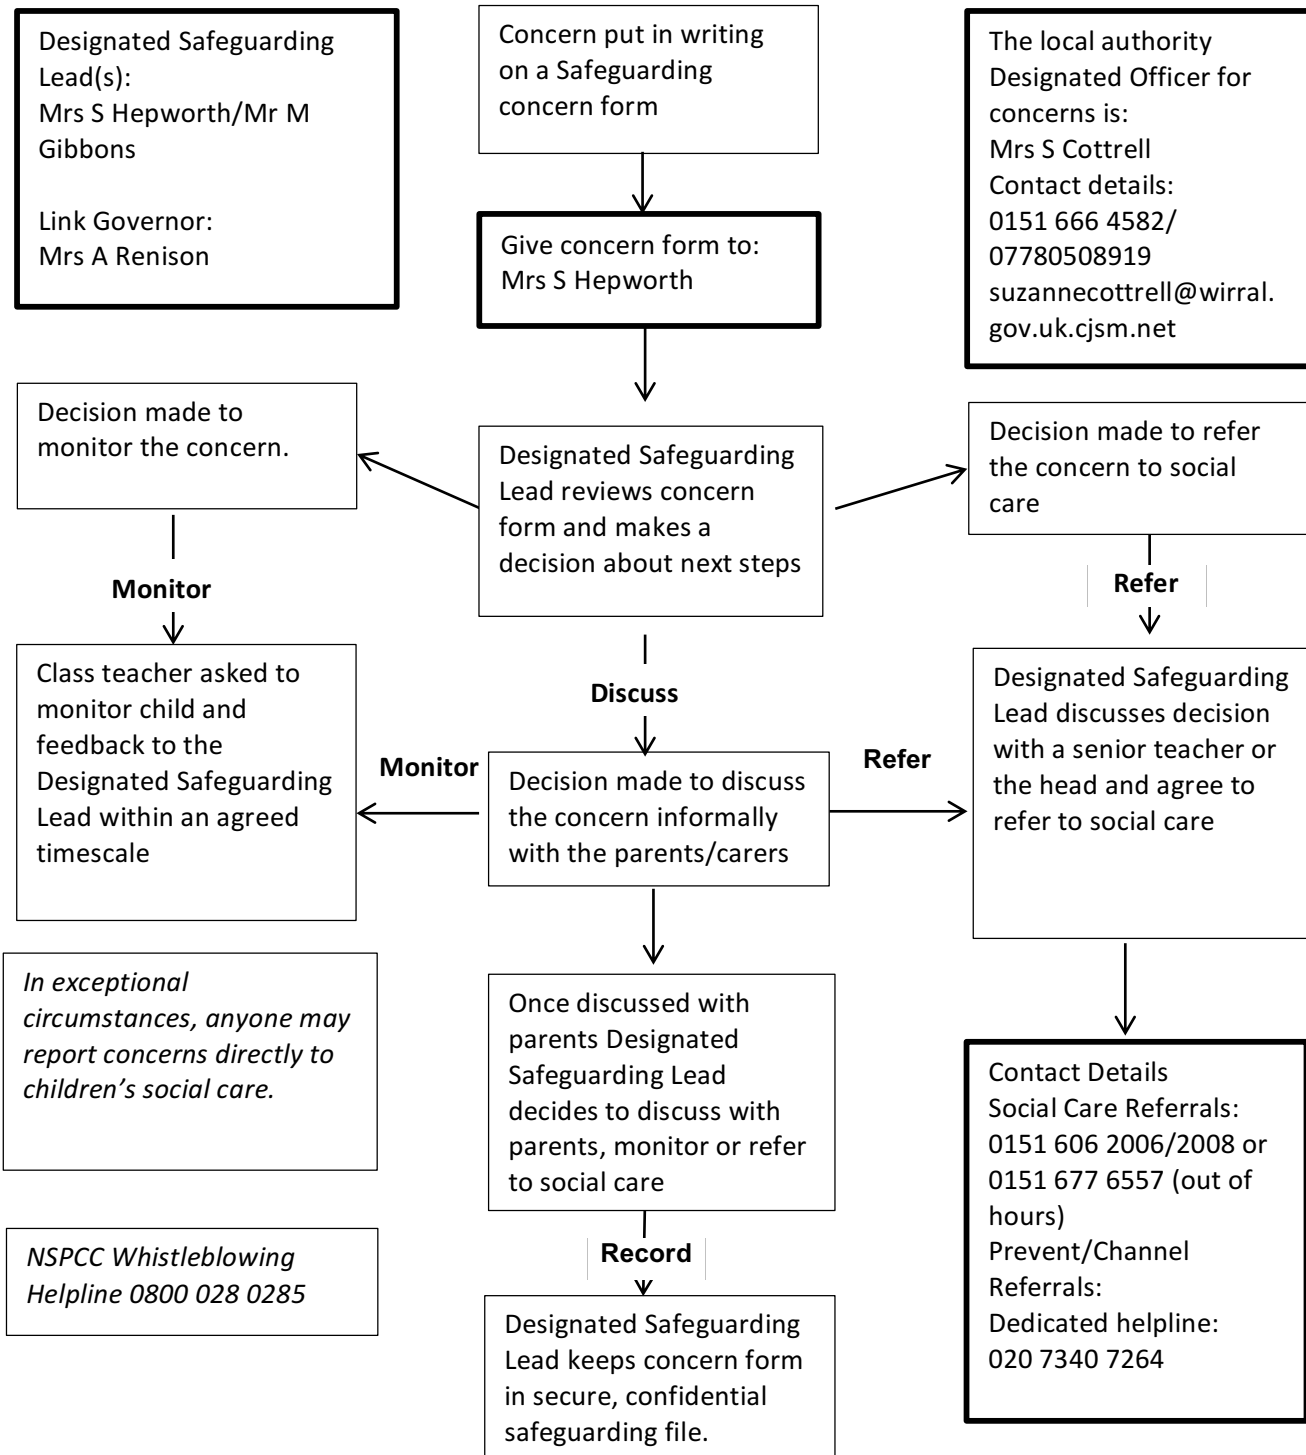 Designated Safeguarding
Lead(s):
Mrs S Hepworth/Mr M
Gibbons
Link Governor:
Mrs A Renison
Concern put in writing
on a Safeguarding
concern form
The local authority
Designated Officer for
concerns is:
Mrs S Cottrell
Contact details:
0151 666 4582/
07780508919
suzannecottrell@wirral.
gov.uk.cjsm.net
Give concern form to:
Mrs S Hepworth
Decision made to
monitor the concern.
Designated Safeguarding
Lead reviews concern
form and makes a
decision about next steps
Decision made to refer
the concern to social
care
Monitor
Discuss
Refer
Class teacher asked to
monitor child and
feedback to the
Designated Safeguarding
Lead within an agreed
timescale
Monitor
Decision made to discuss
the concern informally
with the parents/carers
Refer
Designated Safeguarding
Lead discusses decision
with a senior teacher or
the head and agree to
refer to social care
In exceptional
circumstances, anyone may
report concerns directly to
children’s social care.
Once discussed with
parents Designated
Safeguarding Lead
decides to discuss with
parents, monitor or refer
to social care
Contact Details
Social Care Referrals:
0151 606 2006/2008 or
0151 677 6557 (out of
hours)
Prevent/Channel
Referrals:
Dedicated helpline:
020 7340 7264
NSPCC Whistleblowing
Helpline 0800 028 0285
Record
Designated Safeguarding
Lead keeps concern form
in secure, confidential
safeguarding file.